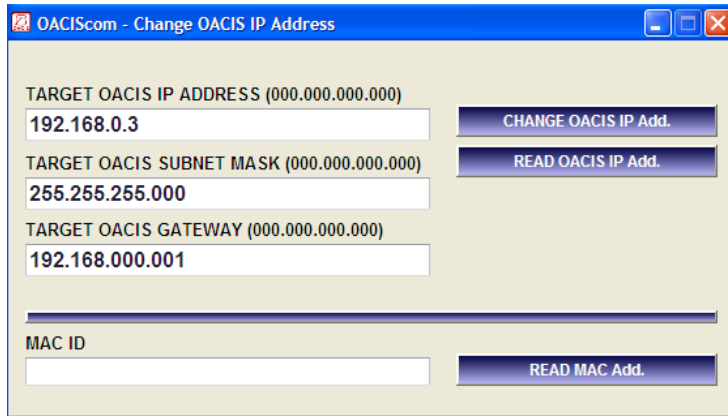 OACIScom - Change OACIS IP Address
TARGET OACIS IP ADDRESS (000.000.000.000)
192.168.0.3
CHANGE OACIS IP Add.
READ OACIS IP Add.
TARGET OACIS SUBNET MASK (000.000.000.000)
255.255.255.000
TARGET OACIS GATEWAY (000.000.000.000)
192.168.000.001
MAC ID
READ MAC Add.